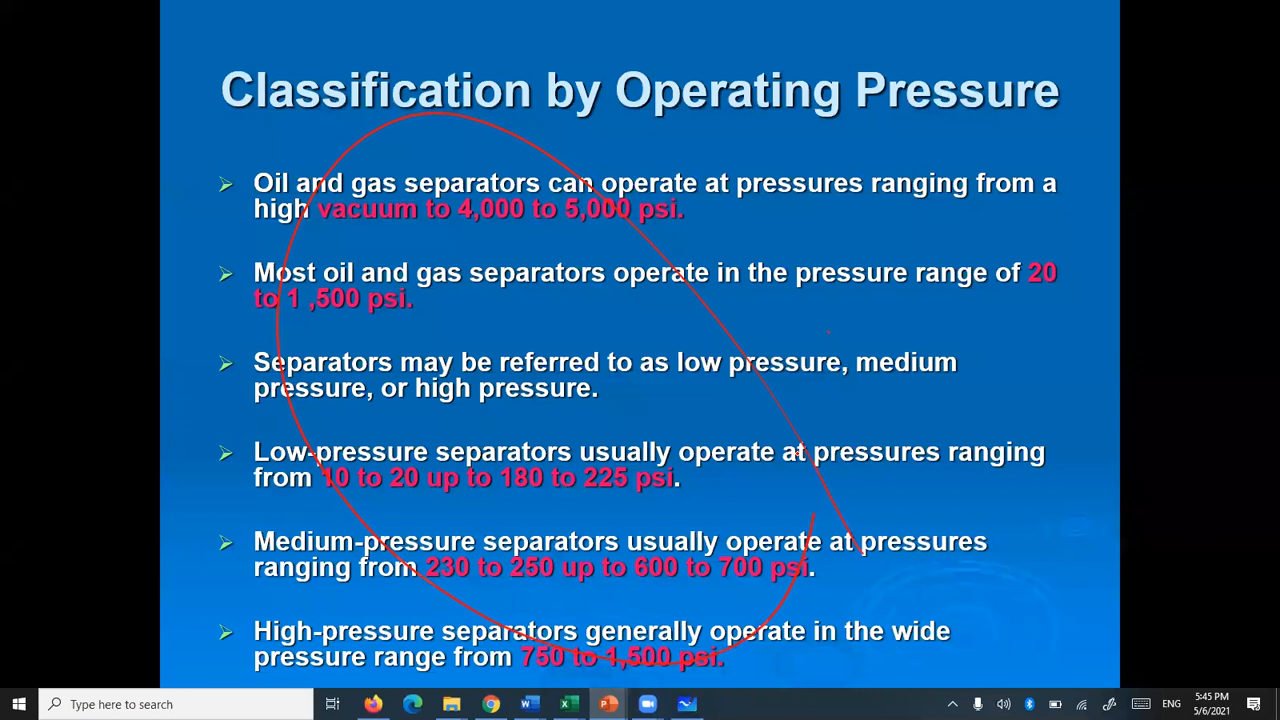 Classification by Operating Pressure
Oil and gas separators can operate at pressures ranging from a
high vacuum to 4,000 to 5,000 psi.
Most oil and gas separators operate in the pressure range of 20
to 1 ,500 psi.
Separators may be referred to as low pressure, medium
pressure, or high pressure.
Low-pressure separators usually operate at pressures ranging
from 10 to 20 up to 180 to 225 psi.
Medium-pressure separators usually operate at pressures
ranging from 230 to 250 up to 600 to 700 psi.
High-pressure separators generally operate in the wide
pressure range from 750 to 1,500 psi.
Type here to search
ENG
5:45 PM
5/6/2021